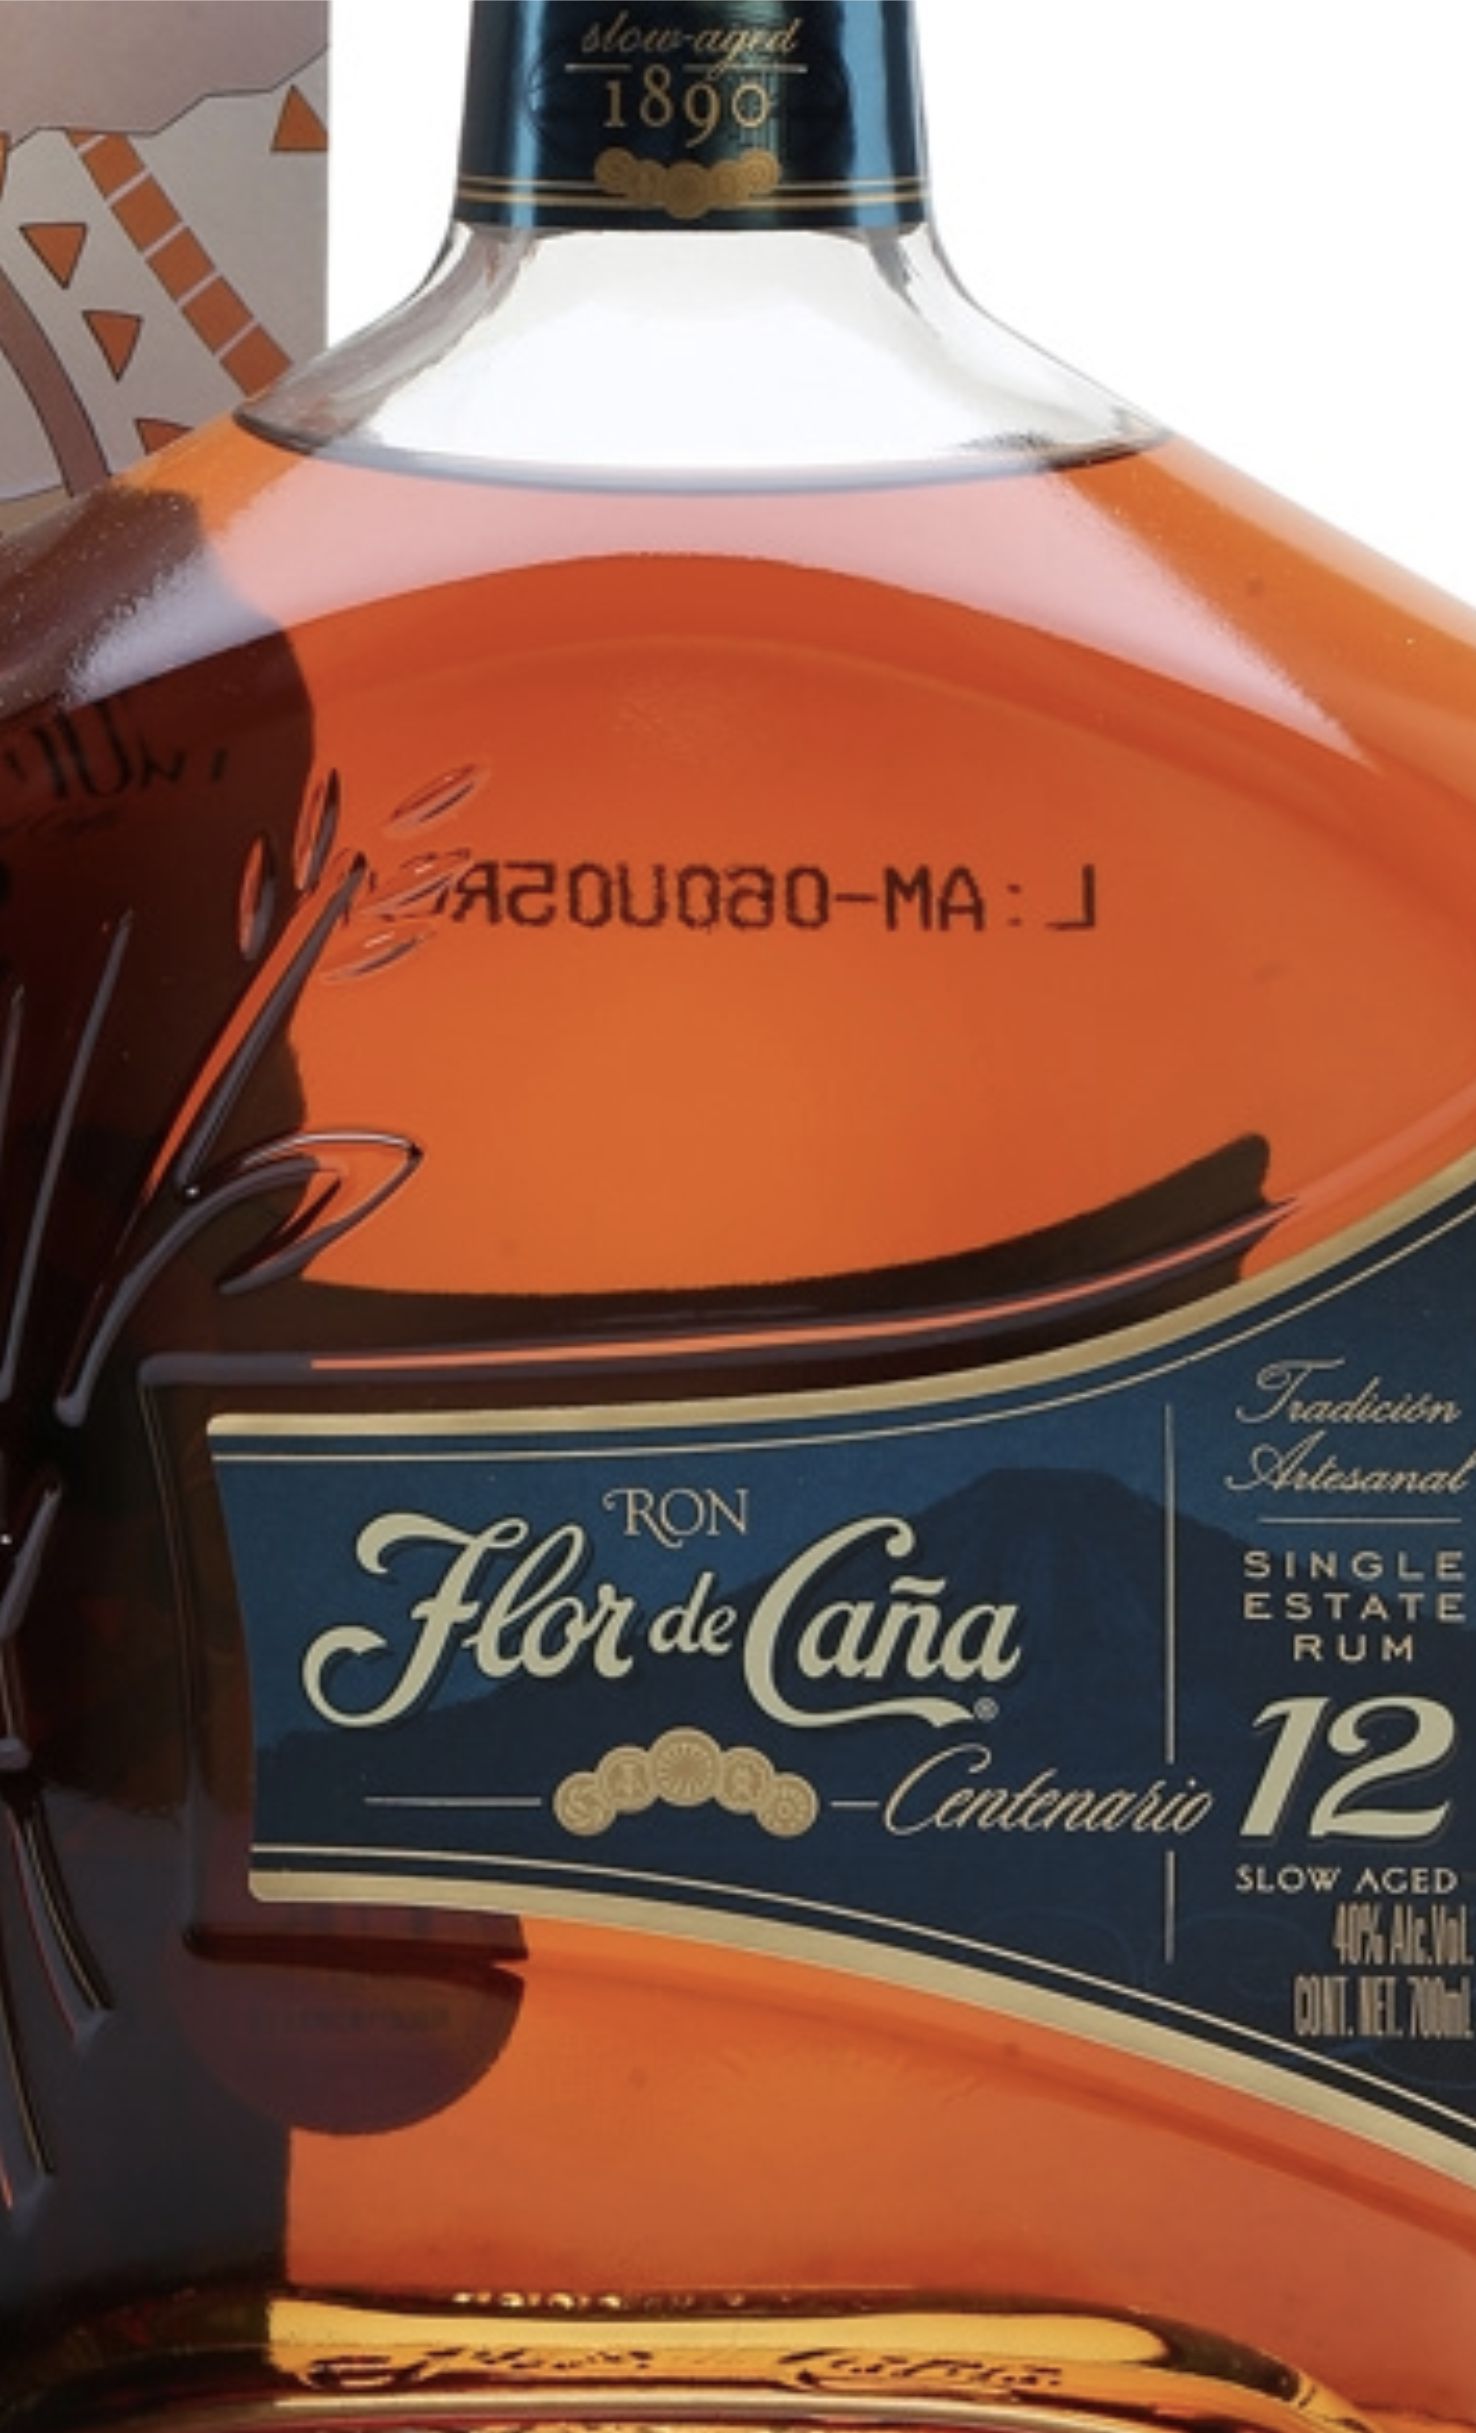 slow-aged
1890
L:AM-060U05R
RON
Flor de Caña®
Centenario
Tradición
Artesanal
SINGLE
ESTATE
RUM
12
SLOW AGED
40% Alc.Vol.
CONT. NET. 700mL